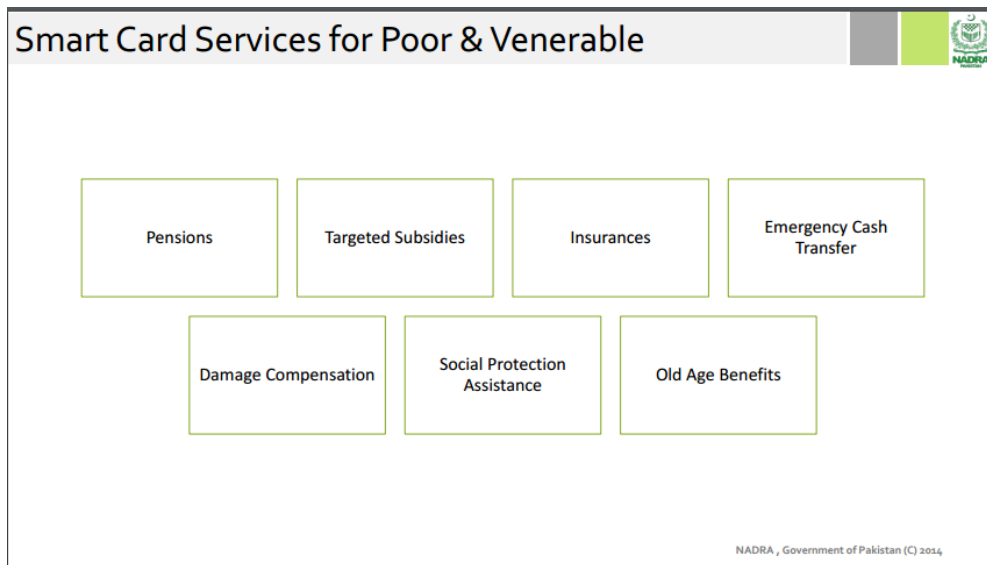 Smart Card Services for Poor & Venerable
NADRA
PAKISTAN
Pensions
Targeted Subsidies
Insurances
Emergency Cash
Transfer
Damage Compensation
Social Protection
Assistance
Old Age Benefits
NADRA , Government of Pakistan (C) 2014